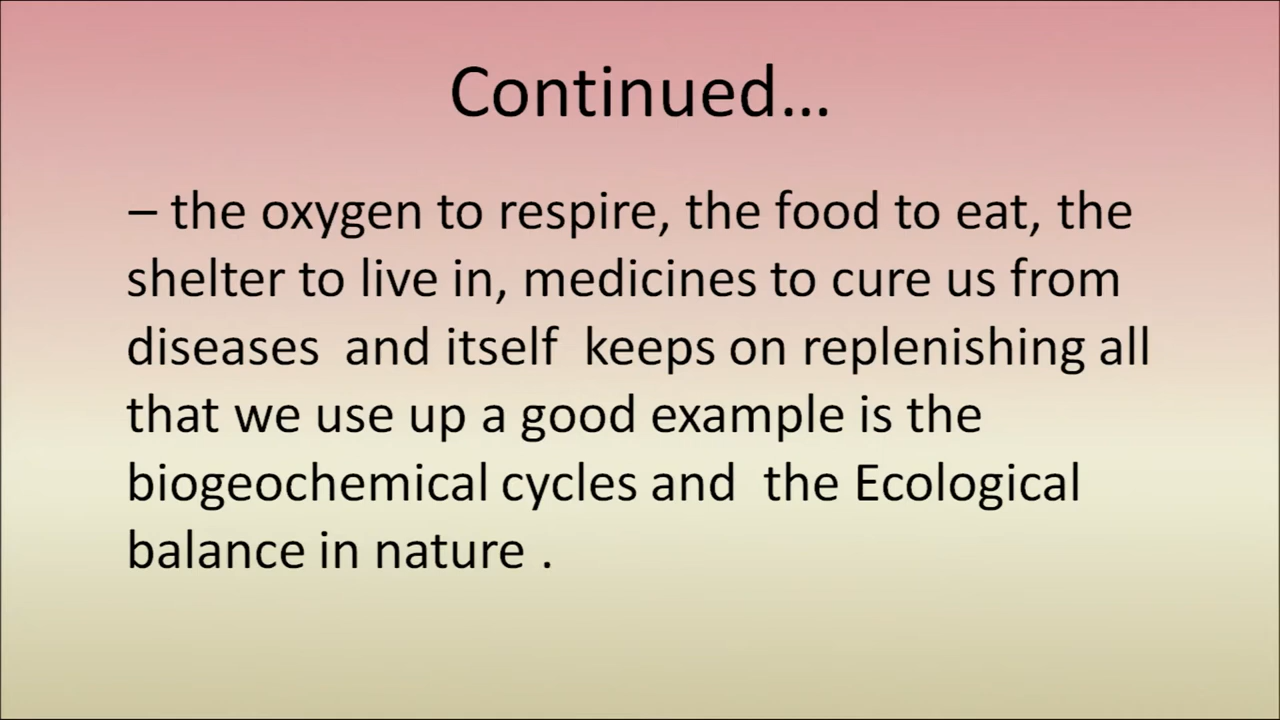 Continued...
– the oxygen to respire, the food to eat, the
shelter to live in, medicines to cure us from
diseases  and itself  keeps on replenishing all
that we use up a good example is the
biogeochemical cycles and  the Ecological
balance in nature .